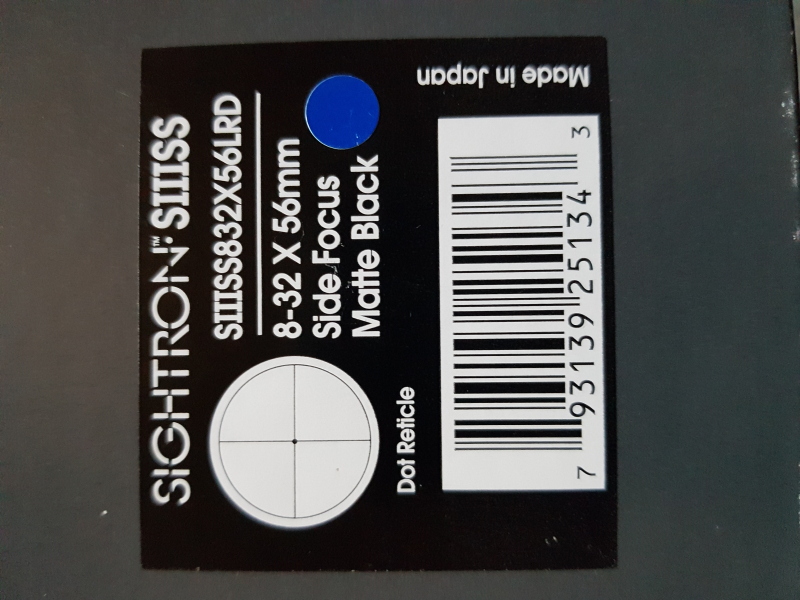 SIGHTRON™ SIIISS
SIIISS832X56LRD
8-32 X 56mm
Side Focus
Matte Black
Dot Reticle
7 93139 25134 3
Made in Japan